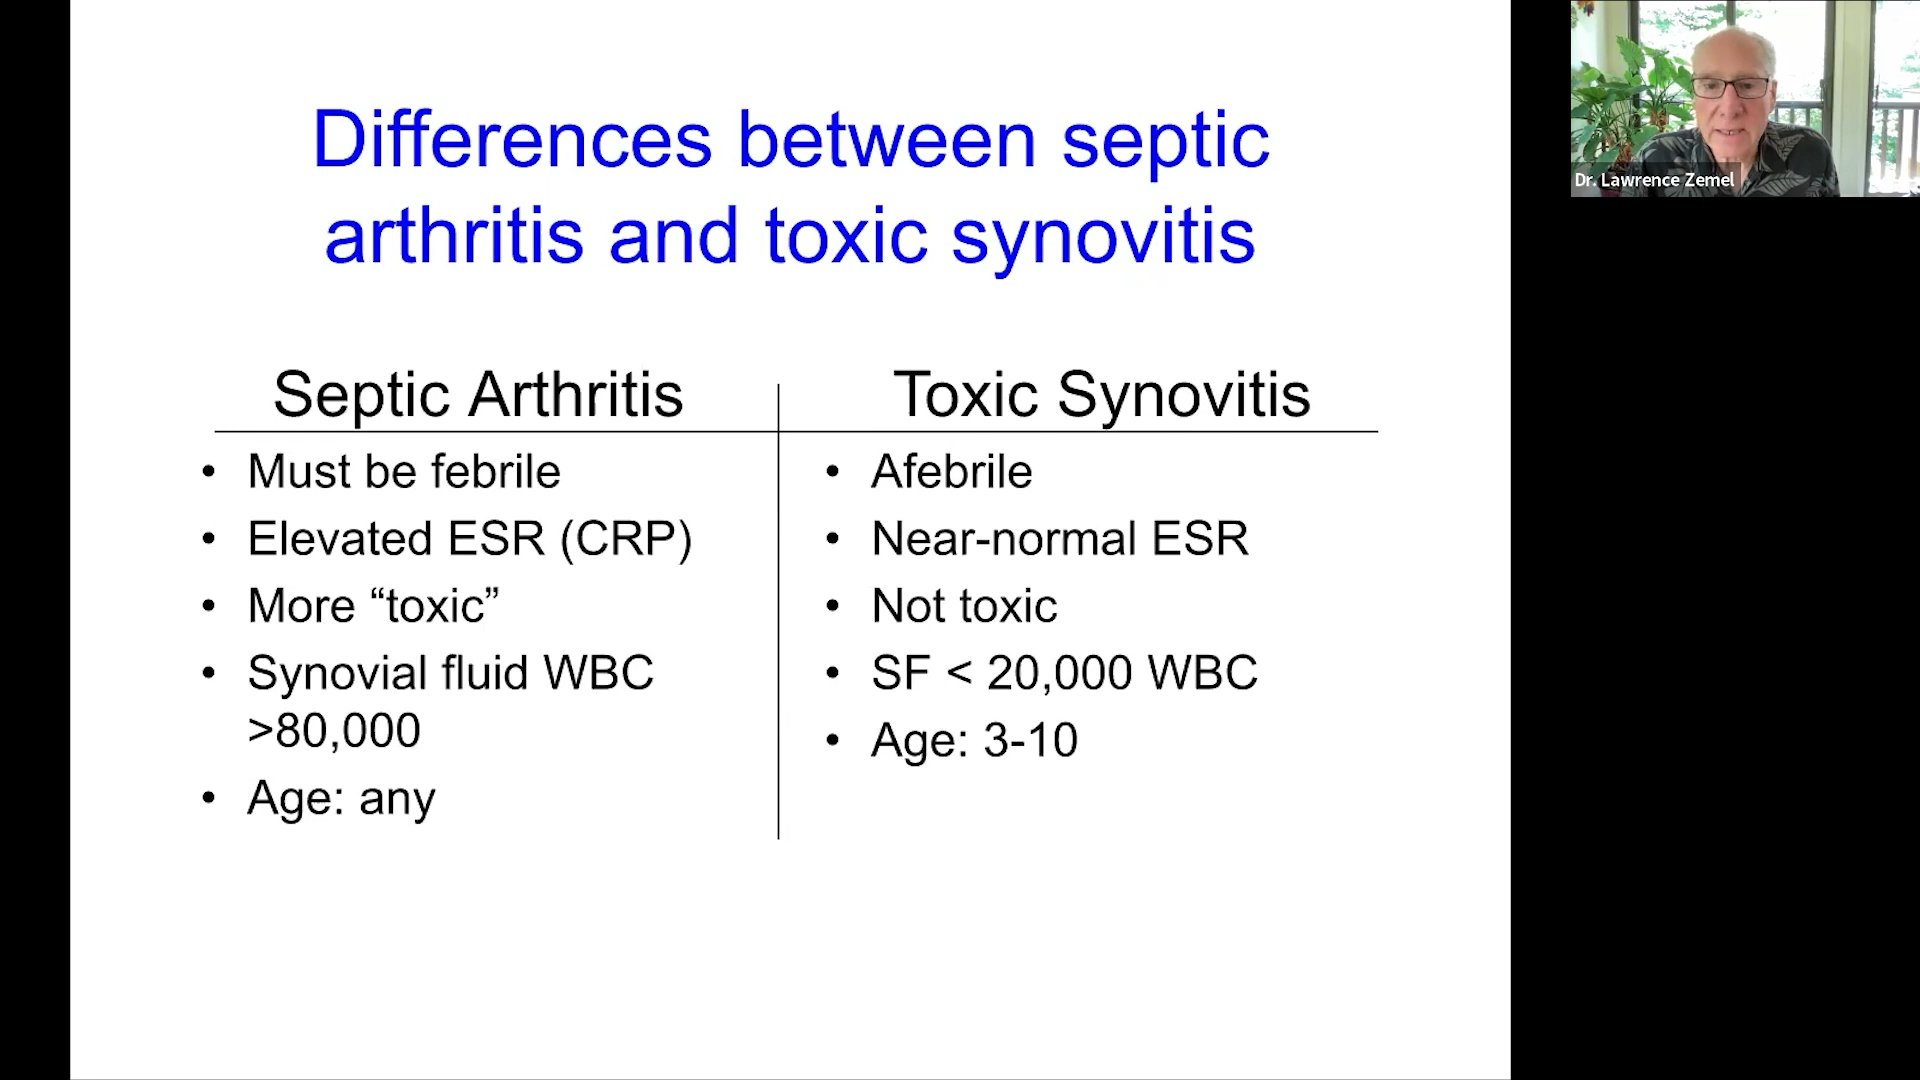 Differences between septic
arthritis and toxic synovitis
Septic Arthritis
• Must be febrile
• Elevated ESR (CRP)
• More “toxic”
• Synovial fluid WBC
>80,000
• Age: any
Toxic Synovitis
• Afebrile
• Near-normal ESR
• Not toxic
• SF < 20,000 WBC
• Age: 3-10
Dr. Lawrence Zemel